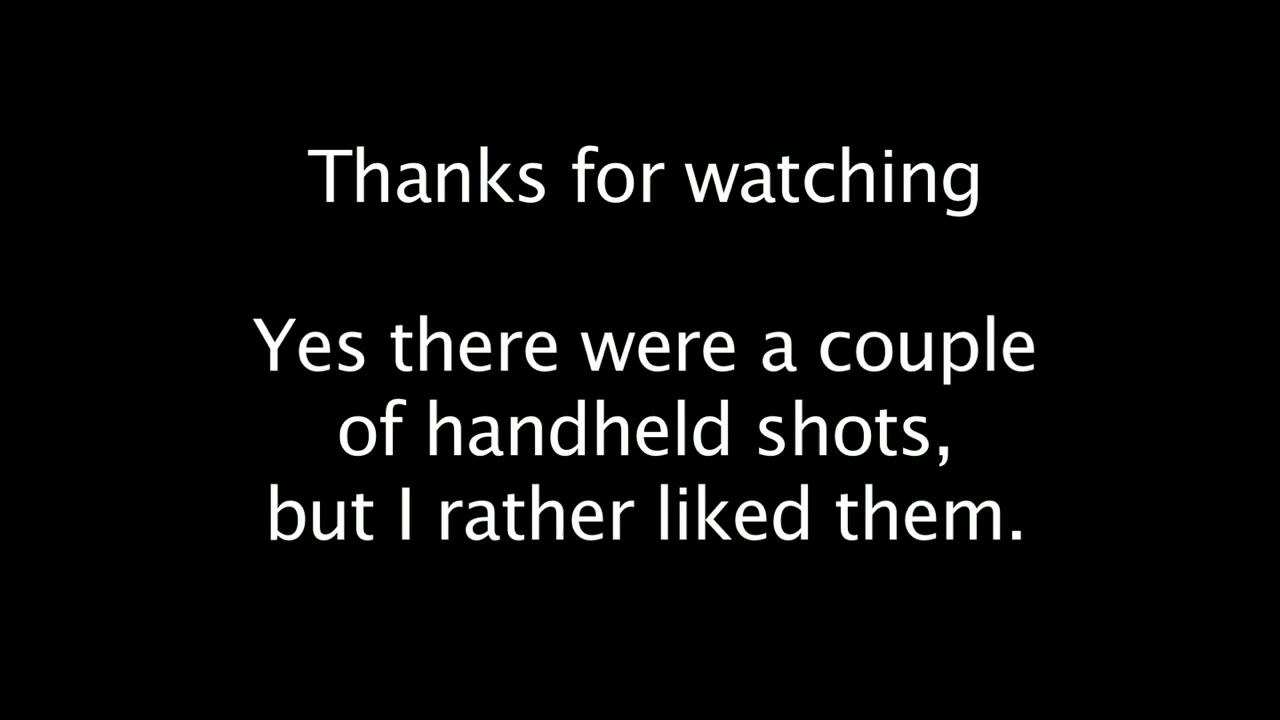 Thanks for watching
Yes there were a couple
of handheld shots,
but I rather liked them.